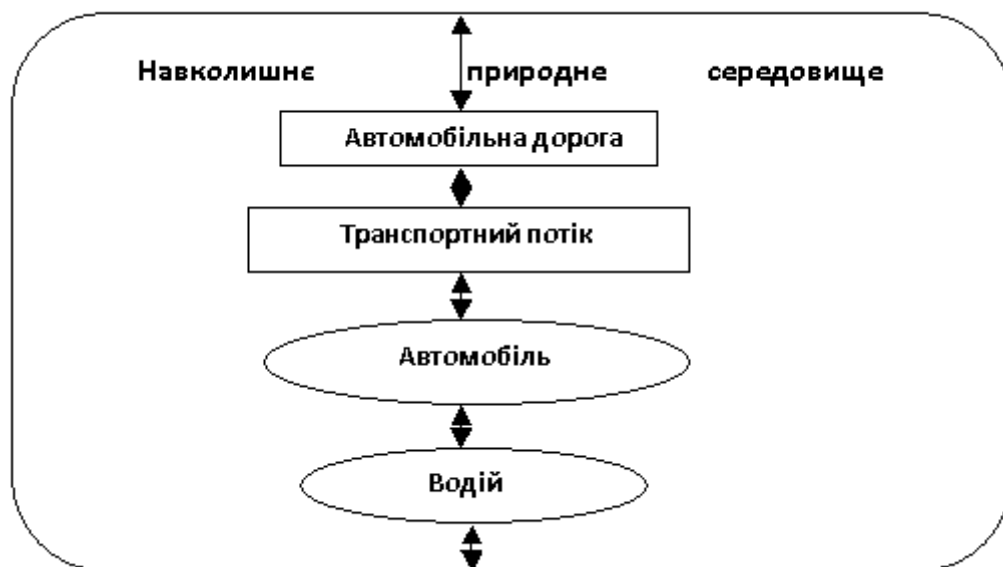 Навколишнє природне середовище
Автомобільна дорога
Транспортний потік
Автомобіль
Водій